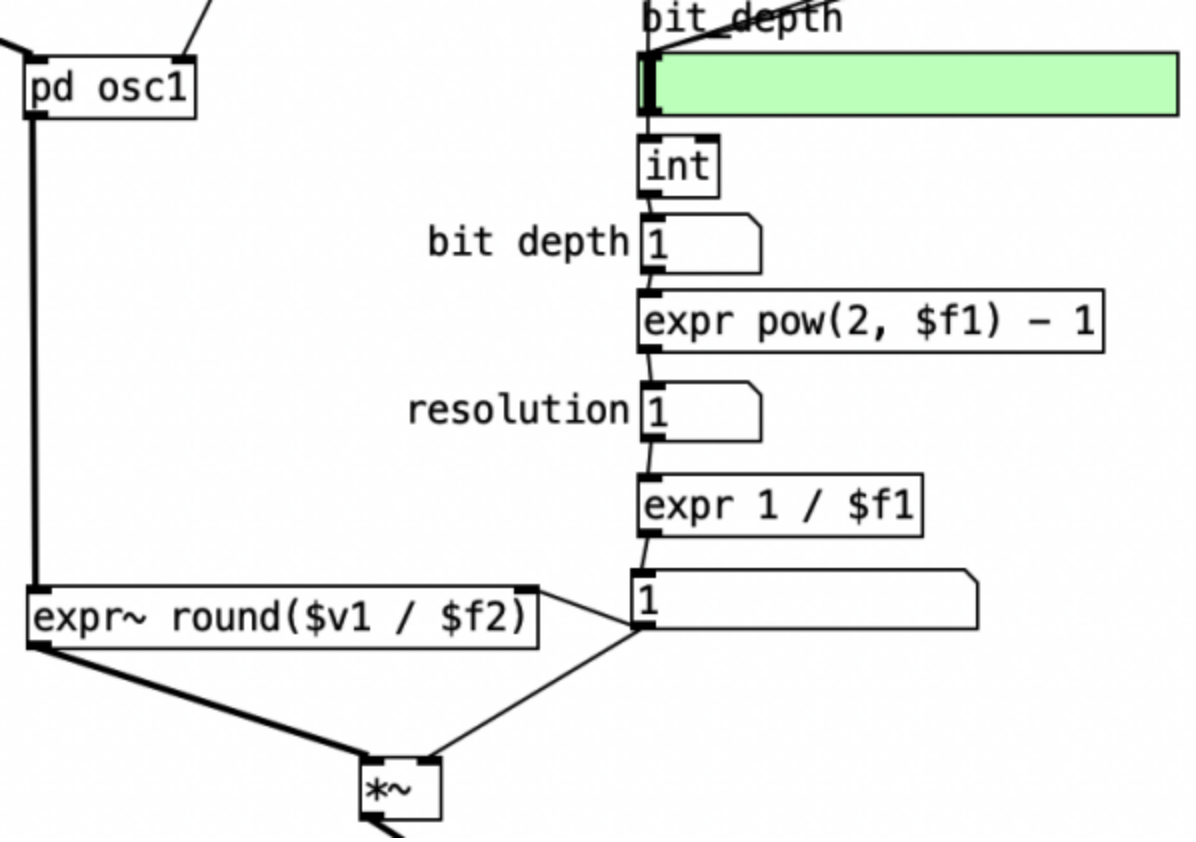 bit_depth
pd osc1
int
bit depth 1
expr pow(2, $f1) - 1
resolution 1
expr 1 / $f1
1
expr~ round($v1 / $f2)
*~